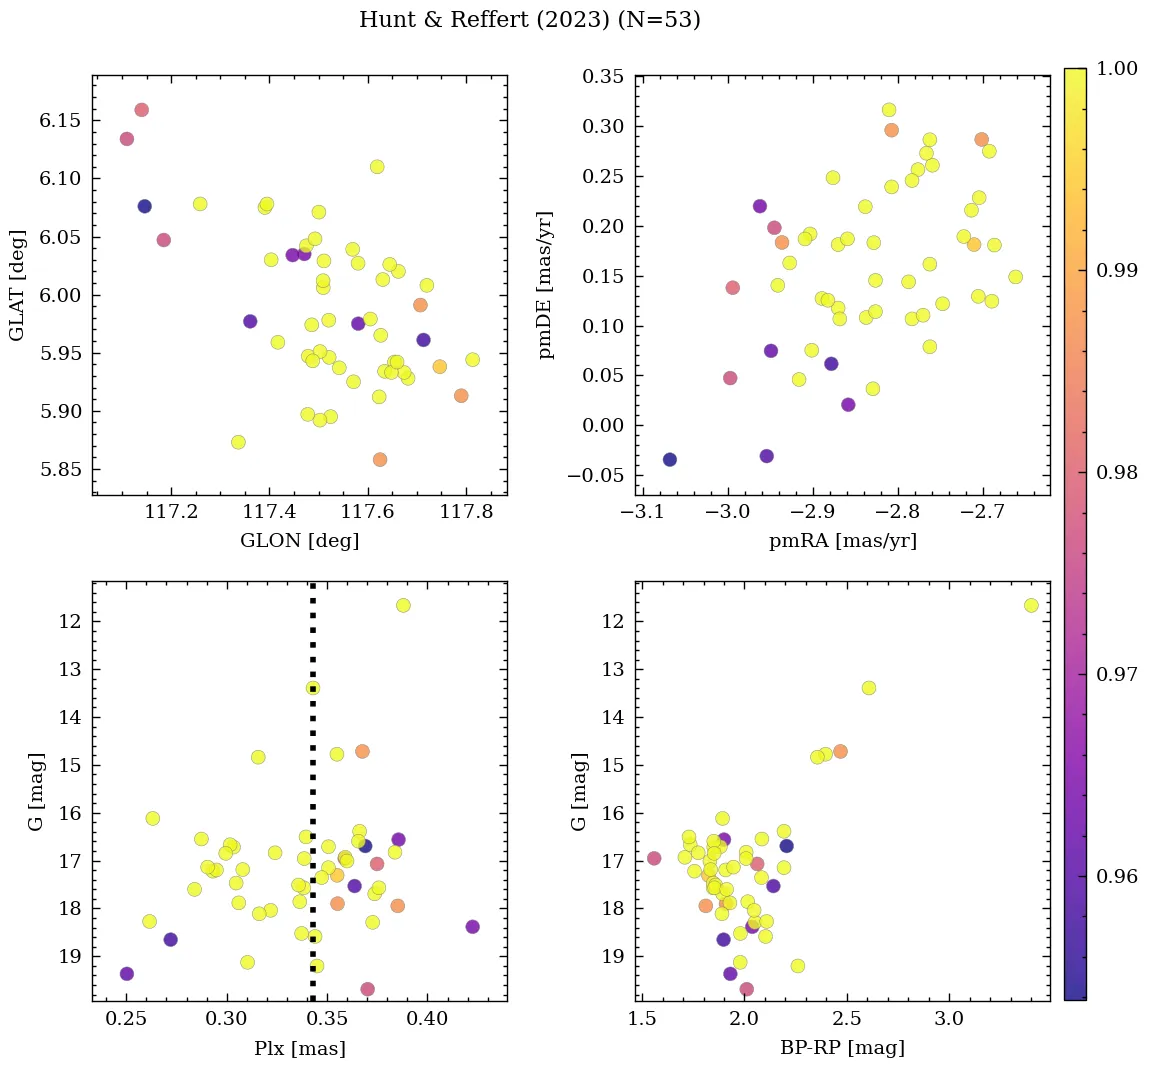 Hunt & Reffert (2023) (N=53)
6.15
6.10
6.05
6.00
5.95
5.90
5.85
GLAT [deg]
117.2 117.4 117.6 117.8
GLON [deg]
0.35
0.30
0.25
0.20
0.15
0.10
0.05
0.00
−0.05
pmDE [mas/yr]
−3.1 −3.0 −2.9 −2.8 −2.7
pmRA [mas/yr]
12
13
14
15
16
17
18
19
G [mag]
0.25 0.30 0.35 0.40
Plx [mas]
12
13
14
15
16
17
18
19
G [mag]
1.5 2.0 2.5 3.0
BP-RP [mag]
1.00
0.99
0.98
0.97
0.96